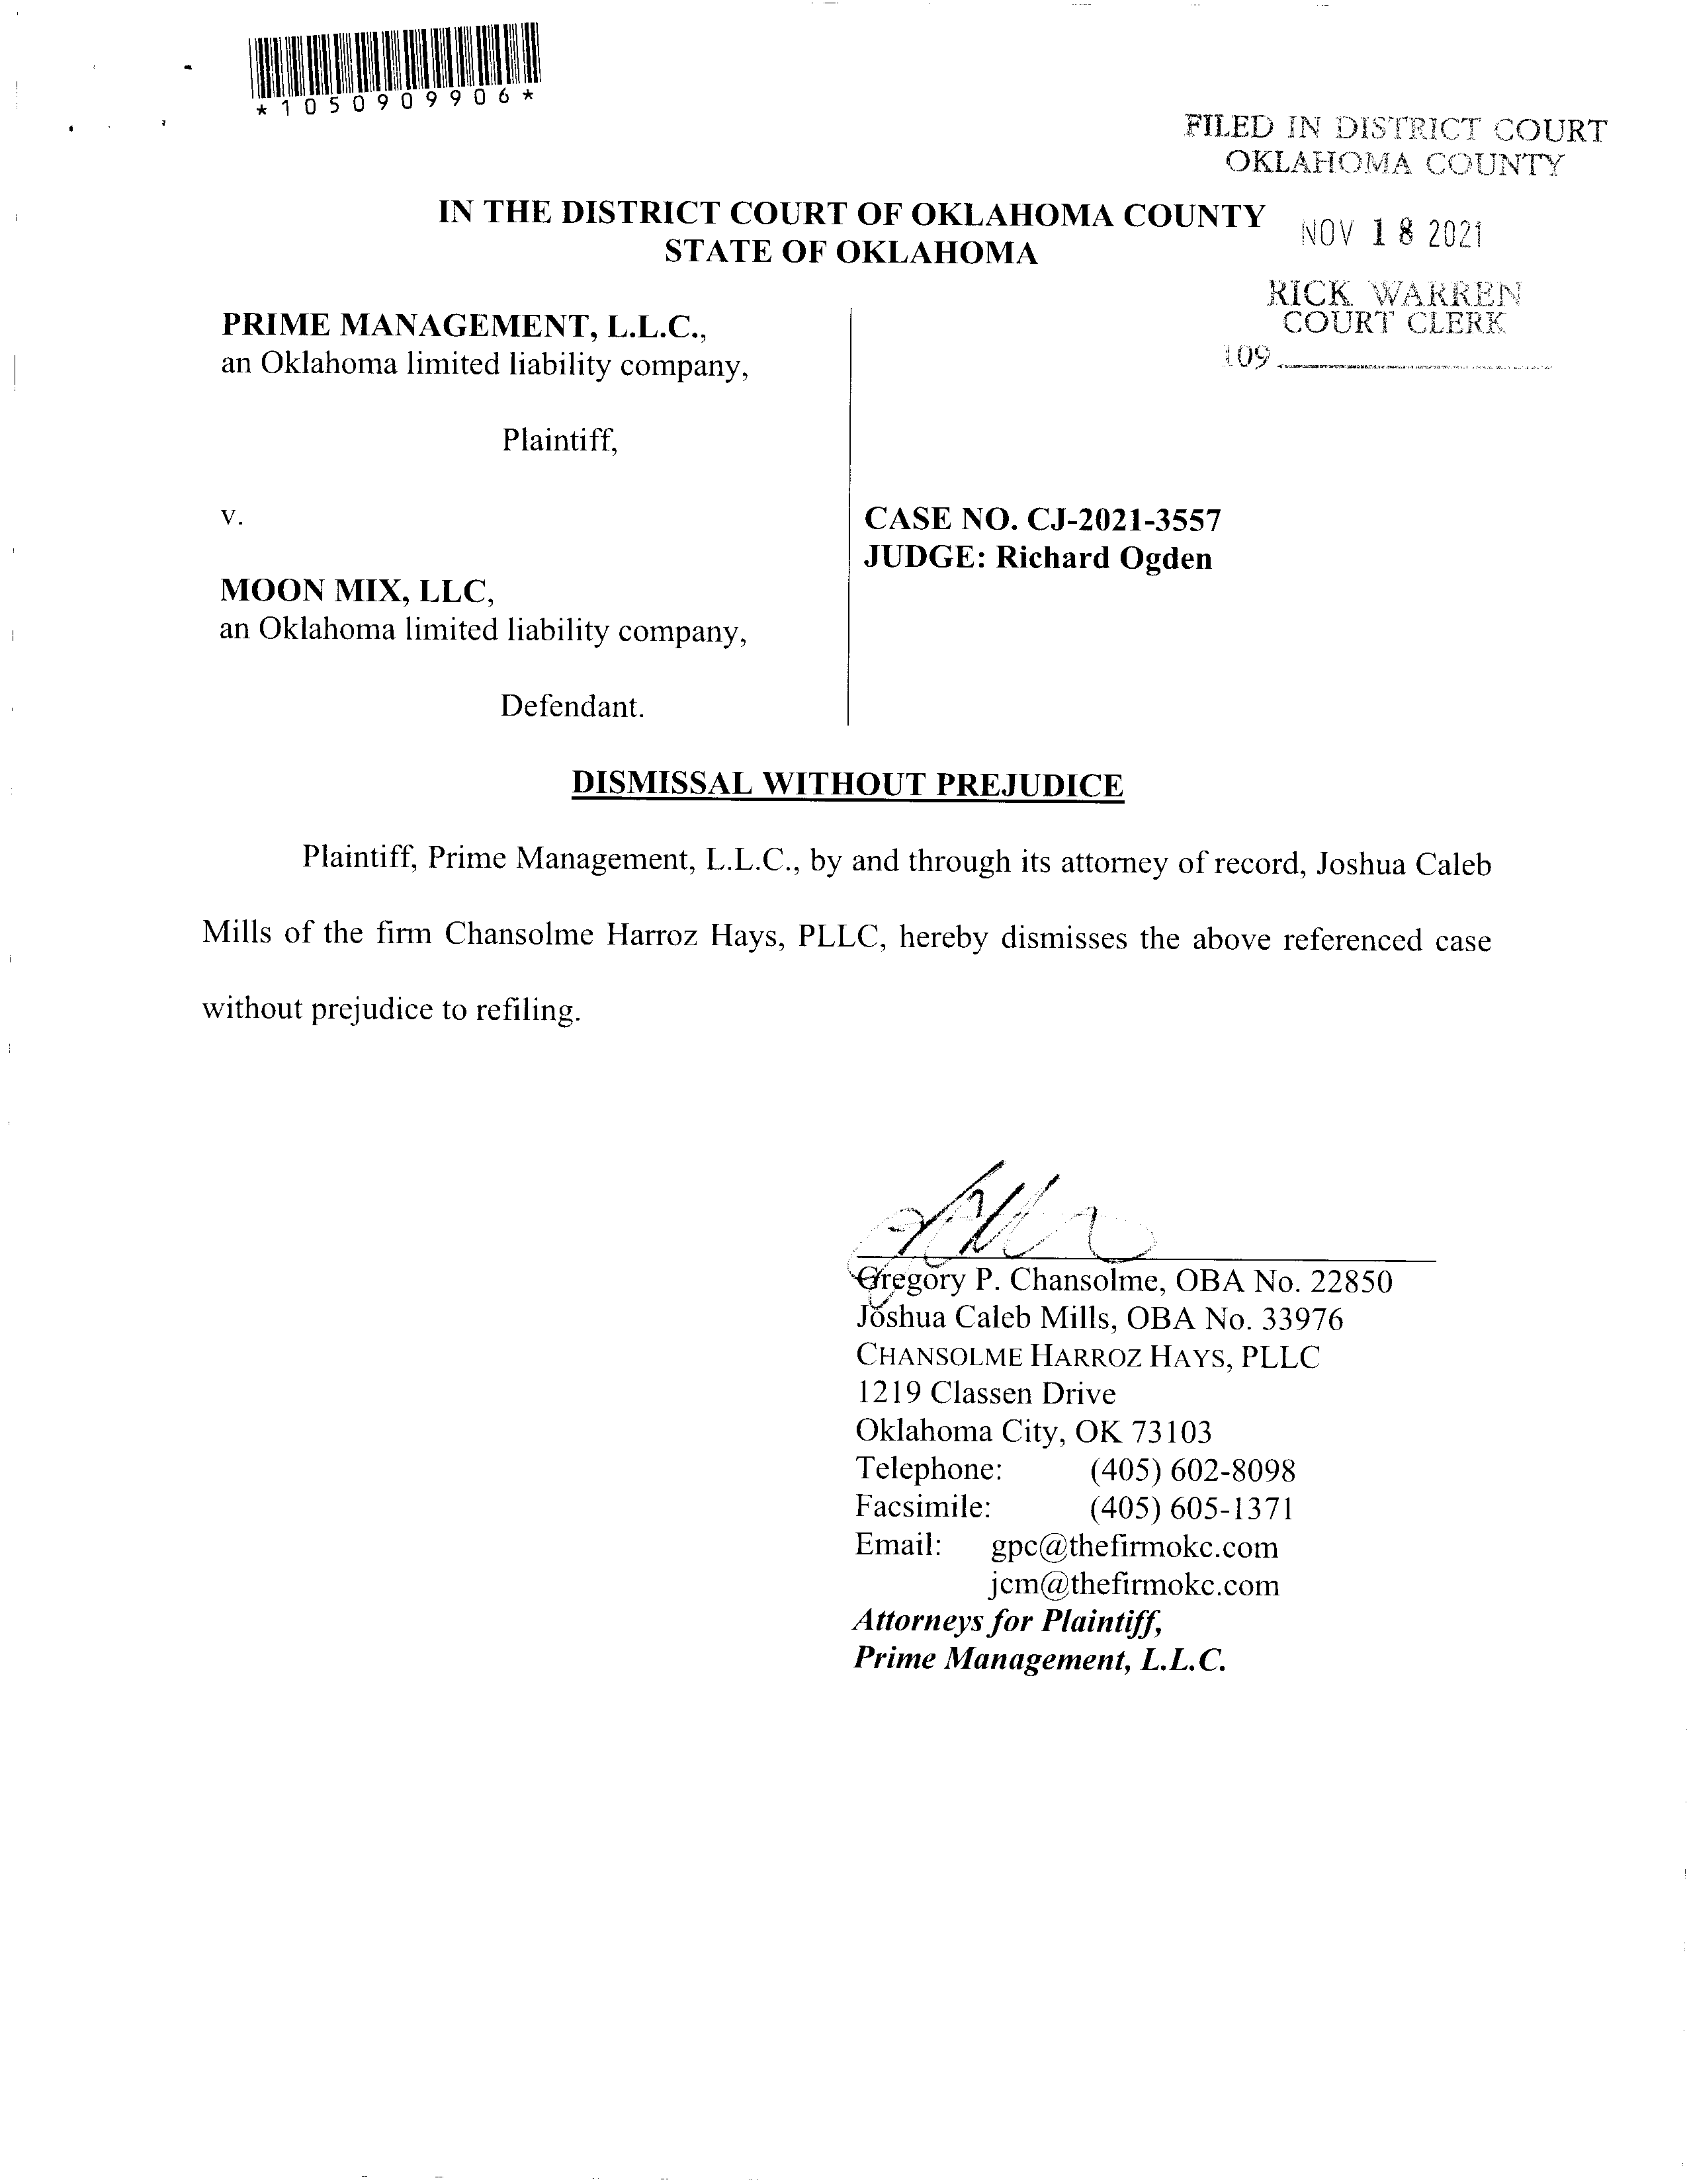 *1050909906*
FILED IN DISTRICT COURT
OKLAHOMA COUNTY
IN THE DISTRICT COURT OF OKLAHOMA COUNTY
STATE OF OKLAHOMA
NOV 18 2021
RICK WARREN
COURT CLERK
109
PRIME MANAGEMENT, L.L.C.,
an Oklahoma limited liability company,
Plaintiff,
v.
CASE NO. CJ-2021-3557
JUDGE: Richard Ogden
MOON MIX, LLC,
an Oklahoma limited liability company,
Defendant.
DISMISSAL WITHOUT PREJUDICE
Plaintiff, Prime Management, L.L.C., by and through its attorney of record, Joshua Caleb
Mills of the firm Chansolme Harroz Hays, PLLC, hereby dismisses the above referenced case
without prejudice to refiling.
Gregory P. Chansolme, OBA No. 22850
Joshua Caleb Mills, OBA No. 33976
CHANSOLME HARROZ HAYS, PLLC
1219 Classen Drive
Oklahoma City, OK 73103
Telephone: (405) 602-8098
Facsimile: (405) 605-1371
Email: gpc@thefirmokc.com
jcm@thefirmokc.com
Attorneys for Plaintiff,
Prime Management, L.L.C.